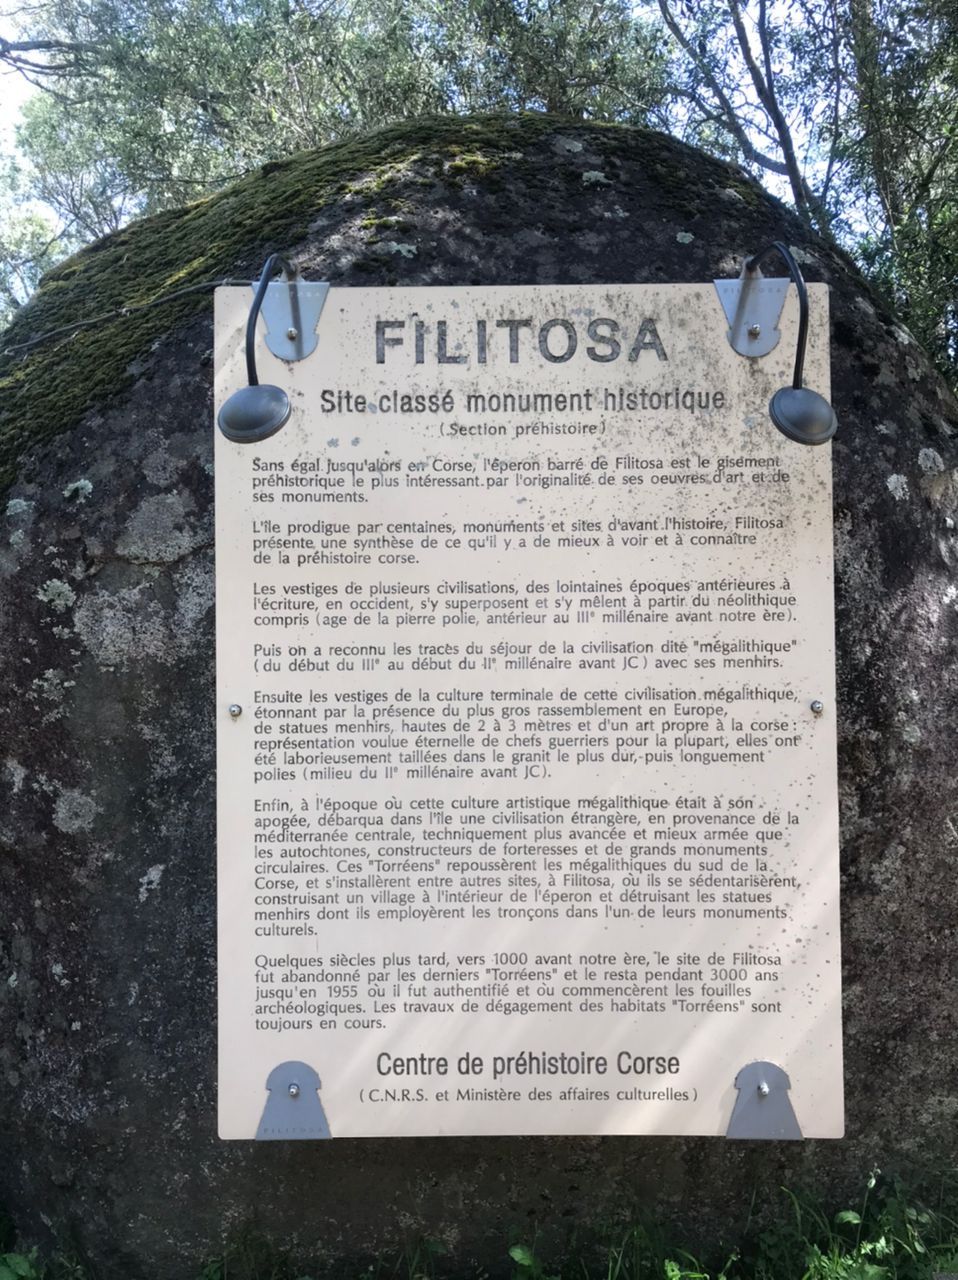 FILITOSA
Site classé monument historique
(Section préhistoire)
Sans égal jusqu'alors en Corse, l'éperon barré de Filitosa est le gisement
préhistorique le plus intéressant par l'originalité de ses oeuvres d'art et de
ses monuments.
L'île prodigue par centaines, monuments et sites d'avant l'histoire, Filitosa
présente une synthèse de ce qu'il y a de mieux à voir et à connaître
de la préhistoire corse.
Les vestiges de plusieurs civilisations, des lointaines époques antérieures à
l'écriture, en occident, s'y superposent et s'y mêlent à partir du néolithique
compris (age de la pierre polie, antérieur au IIIᵉ millénaire avant notre ère).
Puis on a reconnu les traces du séjour de la civilisation dite "mégalithique"
(du début du IIIᵉ au début du IIᵉ millénaire avant JC) avec ses menhirs.
Ensuite les vestiges de la culture terminale de cette civilisation mégalithique,
étonnant par la présence du plus gros rassemblement en Europe,
de statues menhirs, hautes de 2 à 3 mètres et d'un art propre à la corse :
représentation voulue éternelle de chefs guerriers pour la plupart, elles ont
été laborieusement taillées dans le granit le plus dur, puis longuement
polies (milieu du IIᵉ millénaire avant JC).
Enfin, à l'époque où cette culture artistique mégalithique était à son
apogée, débarqua dans l'île une civilisation étrangère, en provenance de la
méditerranée centrale, techniquement plus avancée et mieux armée que
les autochtones, constructeurs de forteresses et de grands monuments
circulaires. Ces "Torréens" repoussèrent les mégalithiques du sud de la
Corse, et s'installèrent entre autres sites, à Filitosa, où ils se sédentarisèrent,
construisant un village à l'intérieur de l'éperon et détruisant les statues
menhirs dont ils employèrent les tronçons dans l'un de leurs monuments
culturels.
Quelques siècles plus tard, vers 1000 avant notre ère, le site de Filitosa
fut abandonné par les derniers "Torréens" et le resta pendant 3000 ans
jusqu'en 1955 où il fut authentifié et où commencèrent les fouilles
archéologiques. Les travaux de dégagement des habitats "Torréens" sont
toujours en cours.
Centre de préhistoire Corse
(C.N.R.S. et Ministère des affaires culturelles)
FILITOSA